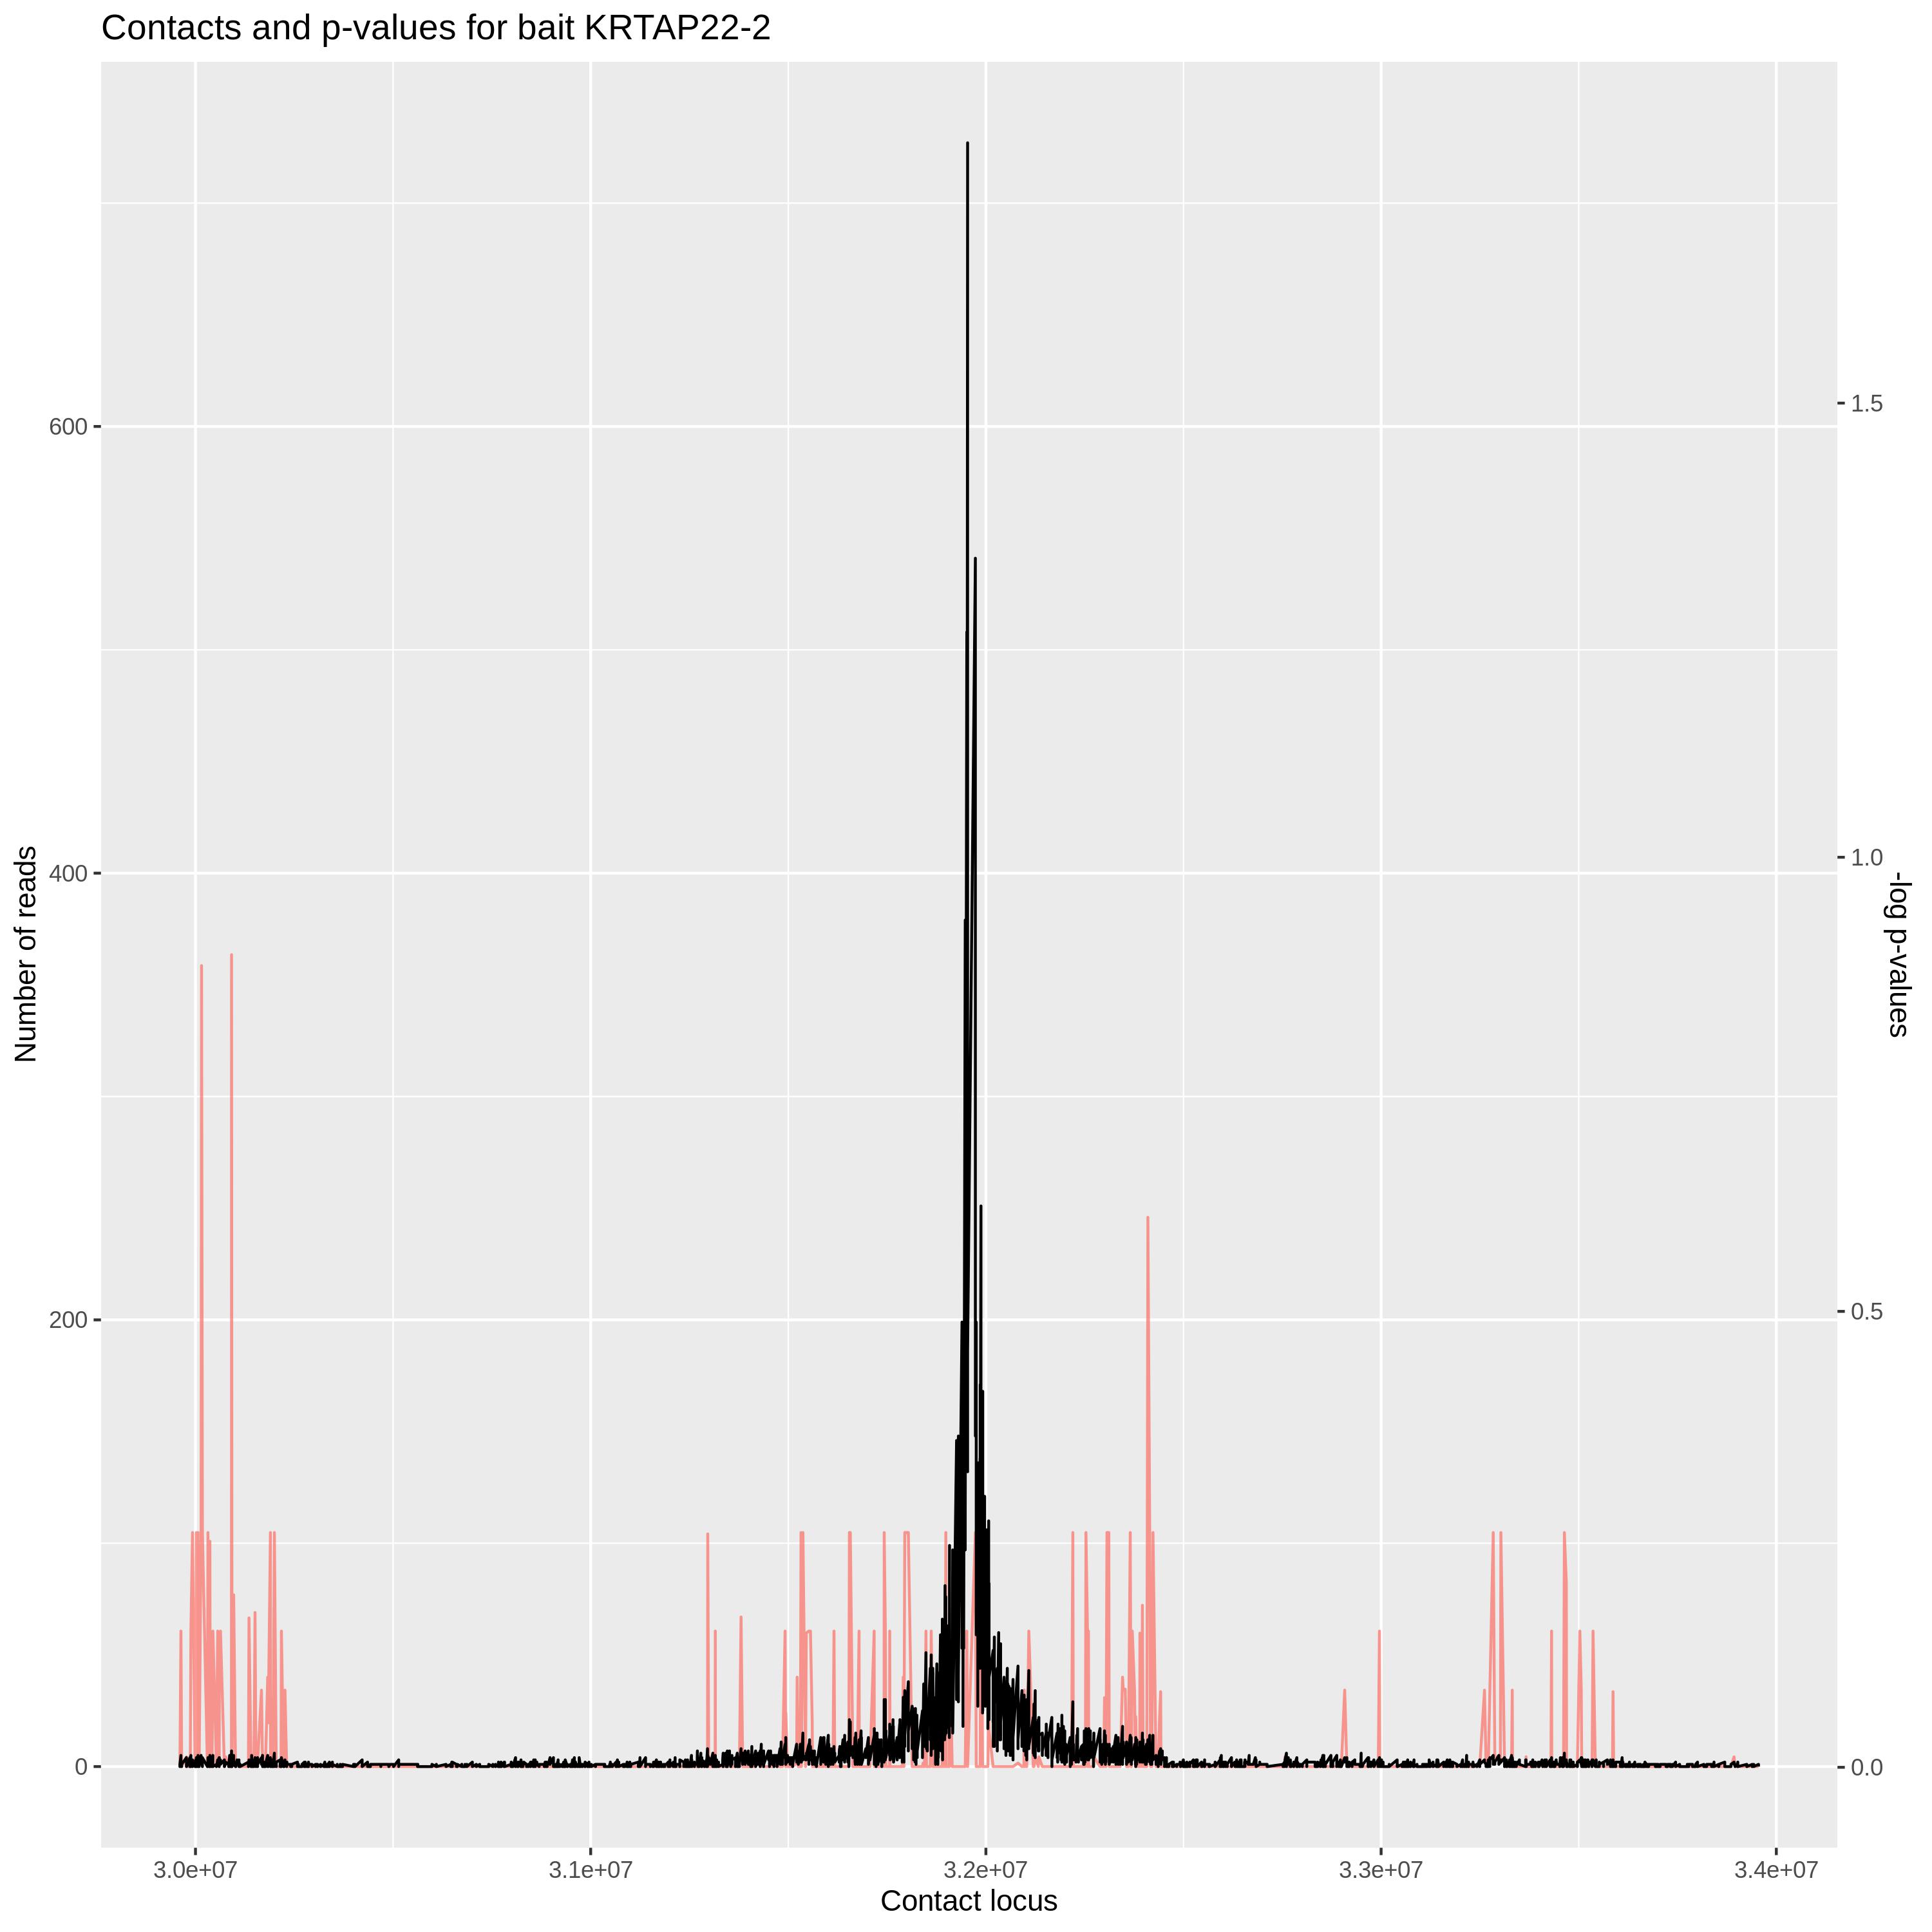 Contacts and p-values for bait KRTAP22-2
Number of reads
600
400
200
0
1.5
1.0
0.5
0.0
-log p-values
3.0e+07
3.1e+07
3.2e+07
3.3e+07
3.4e+07
Contact locus